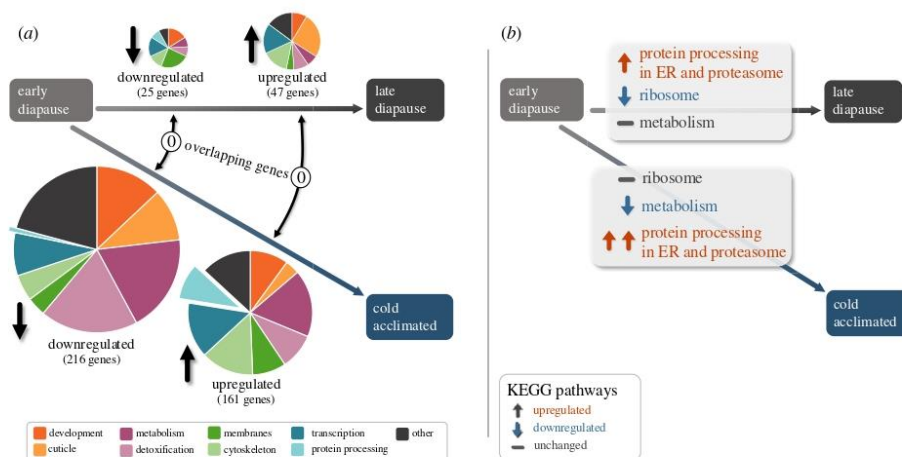 (a)
downregulated
(25 genes)
upregulated
(47 genes)
early
diapause
late
diapause
0
overlapping genes
0
downregulated
(216 genes)
upregulated
(161 genes)
cold
acclimated
development
metabolism
membranes
transcription
other
cuticle
detoxification
cytoskeleton
protein processing
(b)
protein processing
in ER and proteasome
ribosome
metabolism
early
diapause
late
diapause
ribosome
metabolism
protein processing
in ER and proteasome
cold
acclimated
KEGG pathways
upregulated
downregulated
unchanged